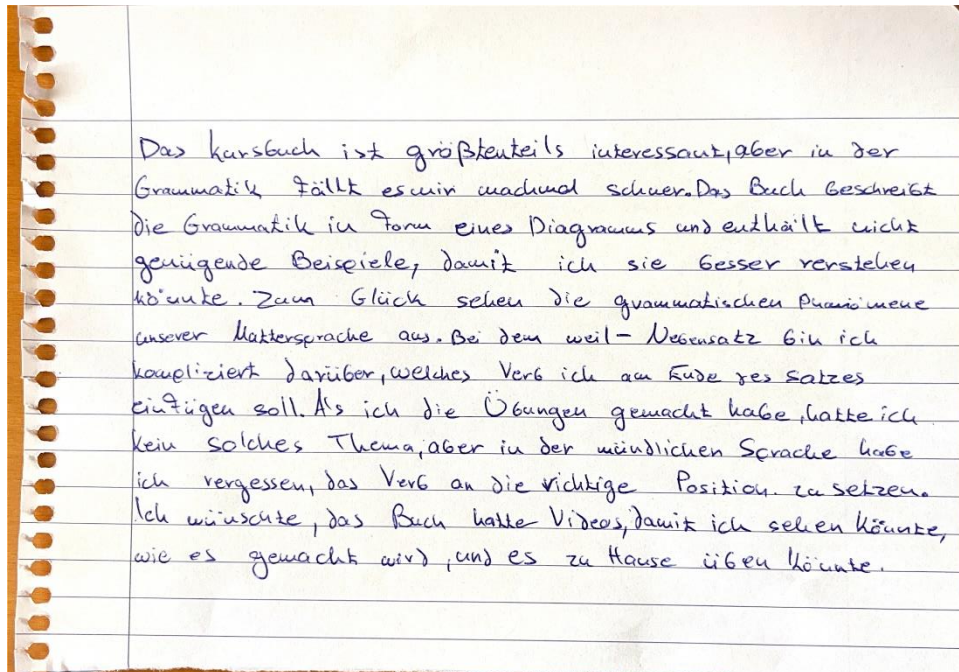 Das Kursbuch ist größtenteils interessant, aber in der
Grammatik fällt es mir machmal schwer. Das Buch beschreibt
die Grammatik in Form eines Diagramms und enthält nicht
genügende Beispiele, damit ich sie besser verstehen
könnte. Zum Glück sehen die grammatischen
unserer Muttersprache aus. Bei dem weil - Nebensatz bin ich
kompliziert darüber, welches Verb ich am Ende des Satzes
einfügen soll. Als ich die Übungen gemacht habe, hatte ich
kein solches Thema, aber in der mündlichen Sprache habe
ich vergessen, das Verb an die richtige Position. zu setzen.
Ich wünschte, das Buch hatte Videos, damit ich sehen könnte,
wie es gemacht wird, und es zu Hause üben könnte.